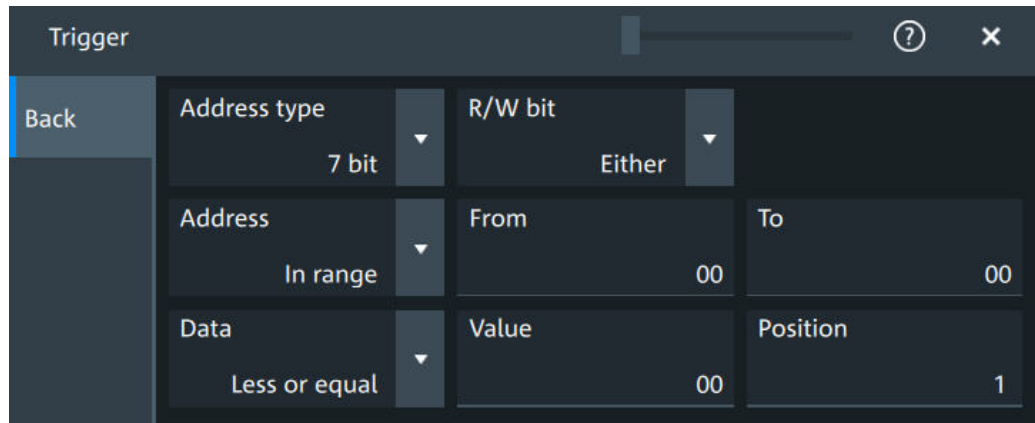 Trigger
?
Back
Address type
7 bit
R/W bit
Either
Address
In range
From
00
To
00
Data
Less or equal
Value
00
Position
1